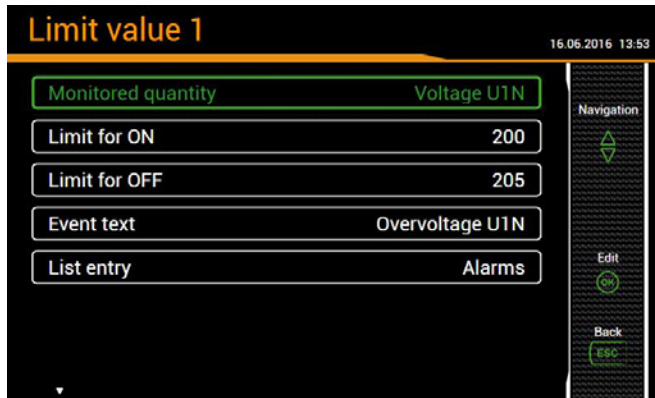 Limit value 1
16.06.2016 13:53
Monitored quantity Voltage U1N
Navigation
Limit for ON 200
Limit for OFF 205
Event text Overvoltage U1N
List entry Alarms
Edit
OK
Back
ESC